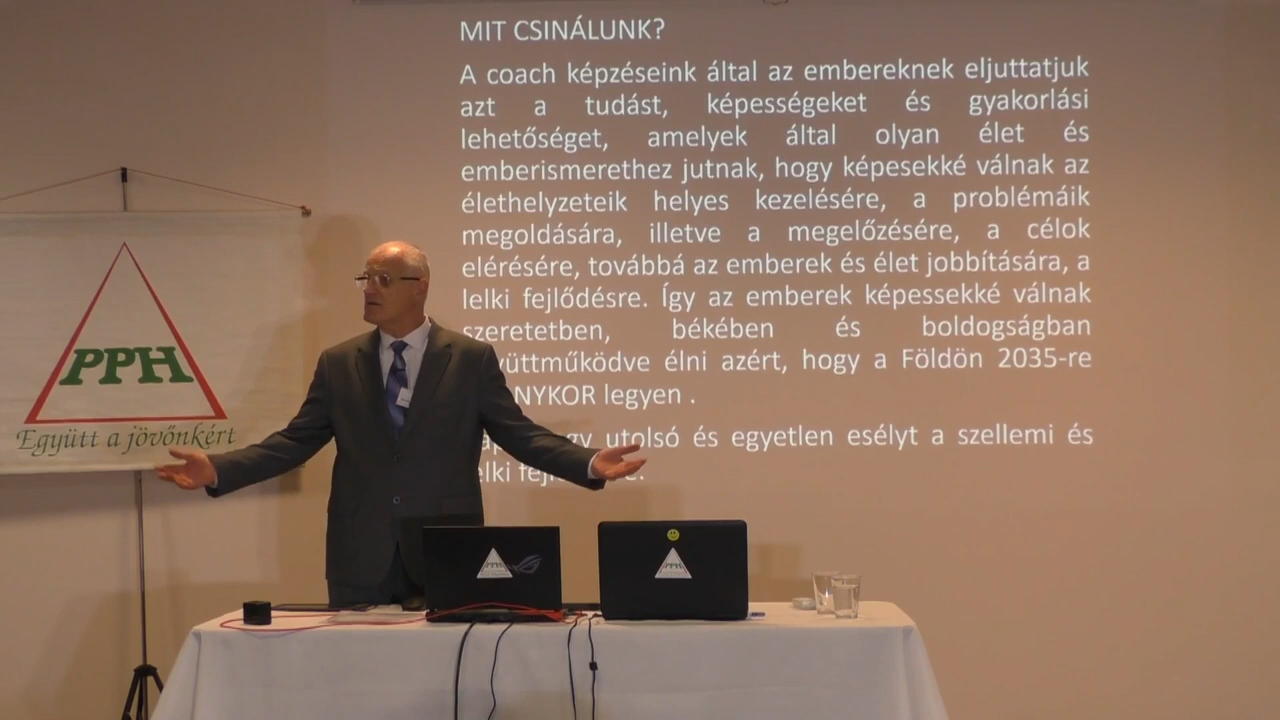 MIT CSINÁLUNK?
A coach képzéseink által az embereknek eljuttatjuk
azt a tudást, képességeket és gyakorlási
lehetőséget, amelyek által olyan élet és
emberismerethez jutnak, hogy képesekké válnak az
élethelyzeteik helyes kezelésére, a problémáik
megoldására, illetve a megelőzésére, a célok
elérésére, továbbá az emberek és élet jobbítására, a
lelki fejlődésre. Így az emberek képessekké válnak
szeretetben, békében és boldogságban
yüttműködve élni azért, hogy a Földön 2035-re
NYKOR legyen .
utolsó és egyetlen esélyt a szellemi és
PPH
Együtt a jövőnkért
PPH
PPH